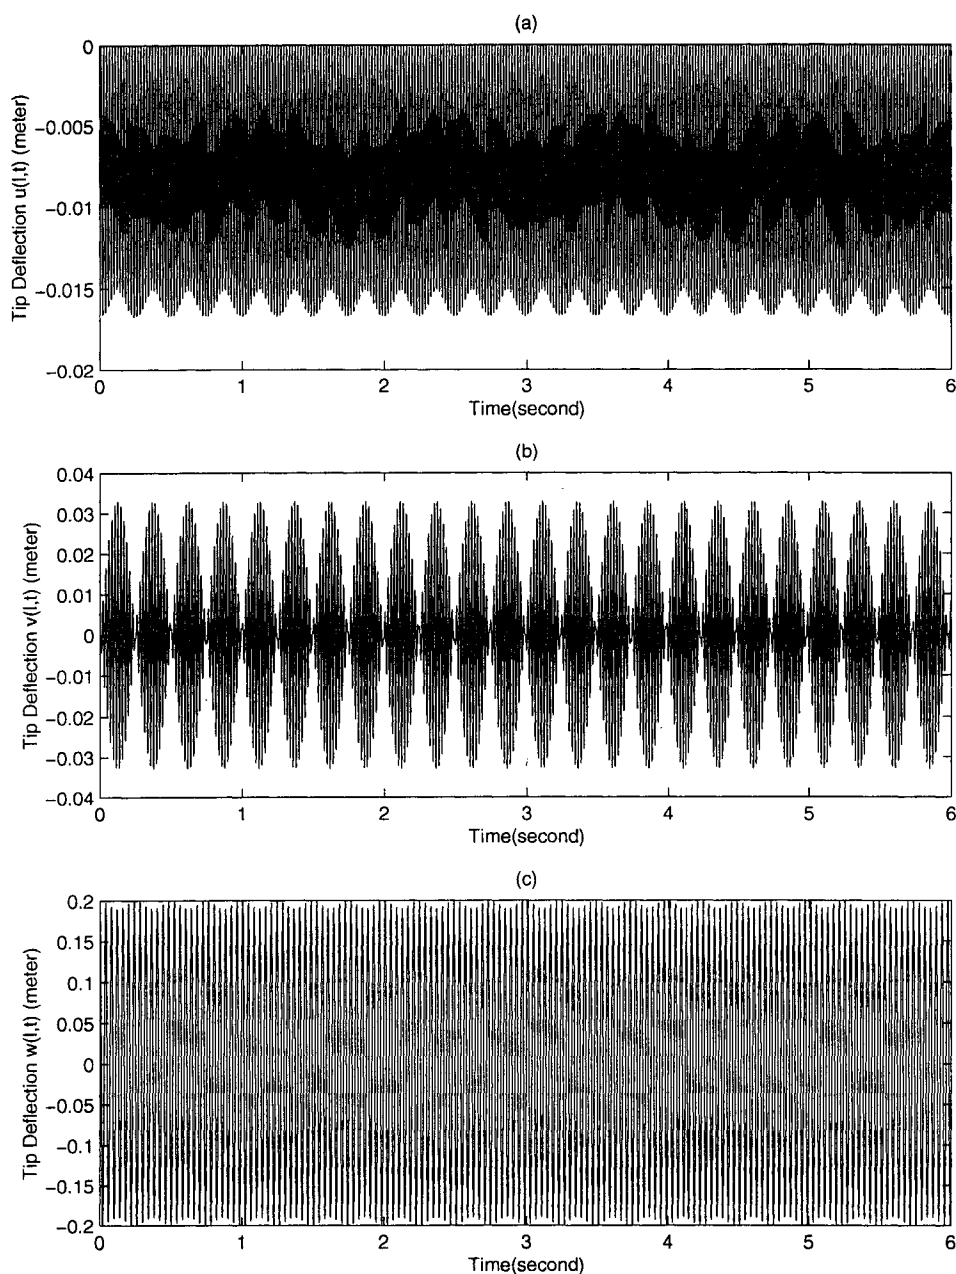 (a)
Tip Deflection u(l,t) (meter)
0
−0.005
−0.01
−0.015
−0.02
0 1 2 3 4 5 6
Time(second)
(b)
Tip Deflection v(l,t) (meter)
0.04
0.03
0.02
0.01
0
−0.01
−0.02
−0.03
−0.04
0 1 2 3 4 5 6
Time(second)
(c)
Tip Deflection w(l,t) (meter)
0.2
0.15
0.1
0.05
0
−0.05
−0.1
−0.15
−0.2
0 1 2 3 4 5 6
Time(second)